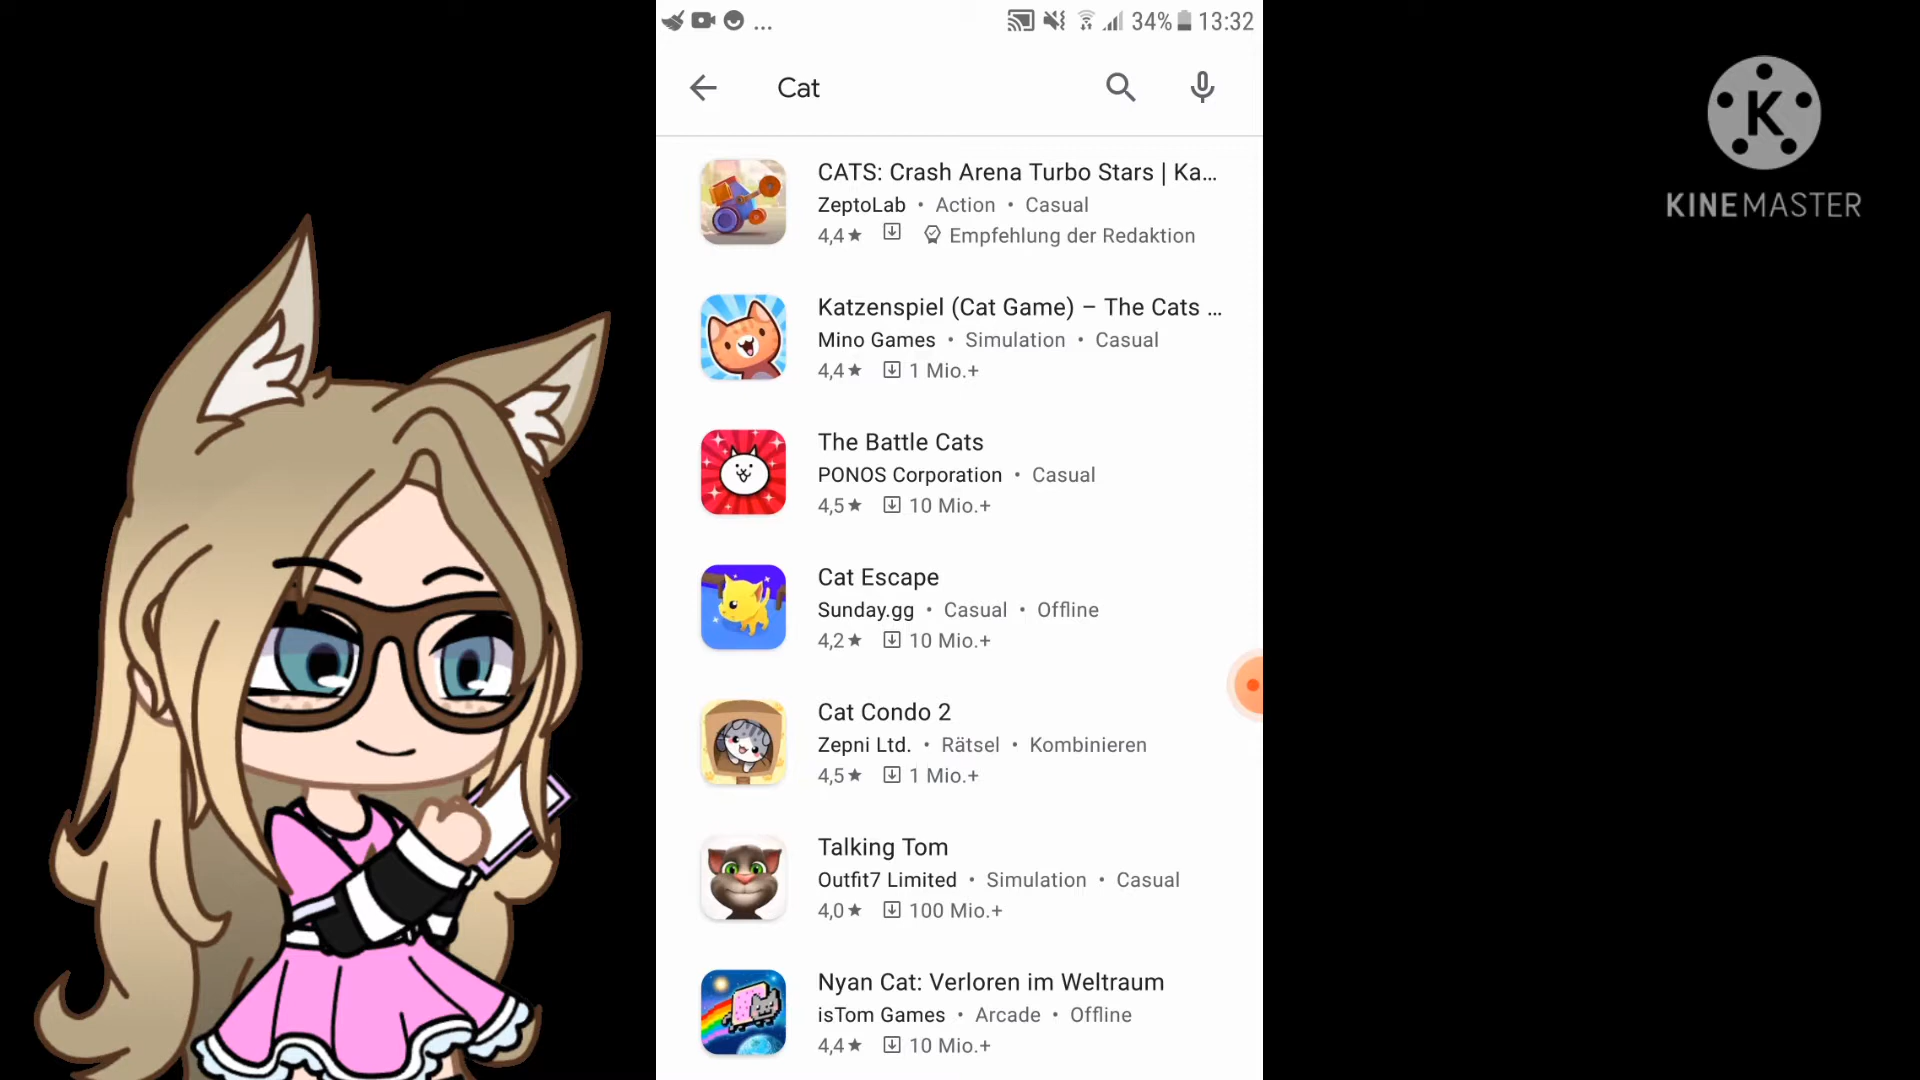 ... 34% 13:32
Cat
CATS: Crash Arena Turbo Stars | Ka...
ZeptoLab • Action • Casual
4,4★ Empfehlung der Redaktion
Katzenspiel (Cat Game) – The Cats ...
Mino Games • Simulation • Casual
4,4★ 1 Mio.+
The Battle Cats
PONOS Corporation • Casual
4,5★ 10 Mio.+
Cat Escape
Sunday.gg • Casual • Offline
4,2★ 10 Mio.+
Cat Condo 2
Zepni Ltd. • Rätsel • Kombinieren
4,5★ 1 Mio.+
Talking Tom
Outfit7 Limited • Simulation • Casual
4,0★ 100 Mio.+
Nyan Cat: Verloren im Weltraum
isTom Games • Arcade • Offline
4,4★ 10 Mio.+
K
KINEMASTER